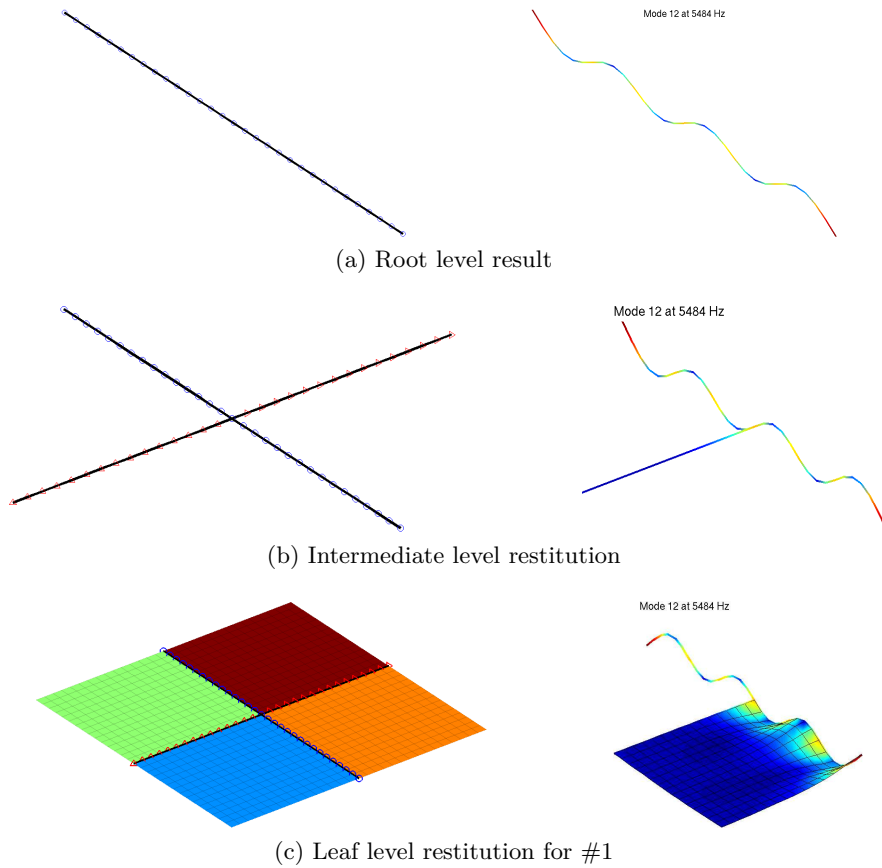 Mode 12 at 5484 Hz
(a) Root level result
Mode 12 at 5484 Hz
(b) Intermediate level restitution
Mode 12 at 5484 Hz
(c) Leaf level restitution for #1